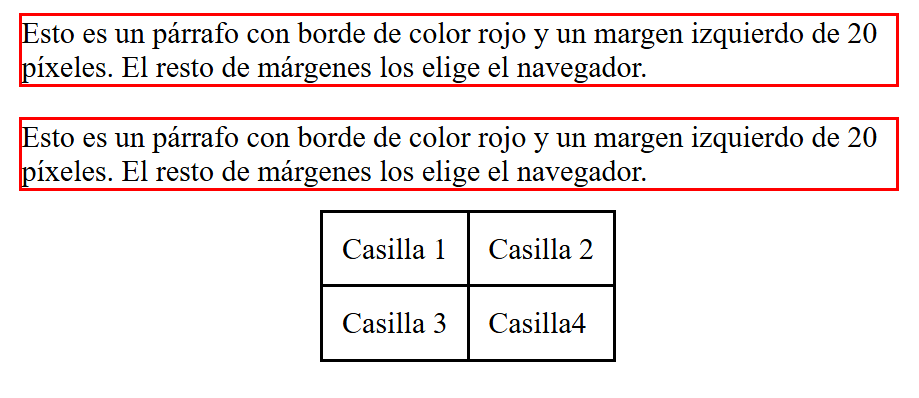 Esto es un párrafo con borde de color rojo y un margen izquierdo de 20
píxeles. El resto de márgenes los elige el navegador.
Esto es un párrafo con borde de color rojo y un margen izquierdo de 20
píxeles. El resto de márgenes los elige el navegador.
Casilla 1 Casilla 2
Casilla 3 Casilla4